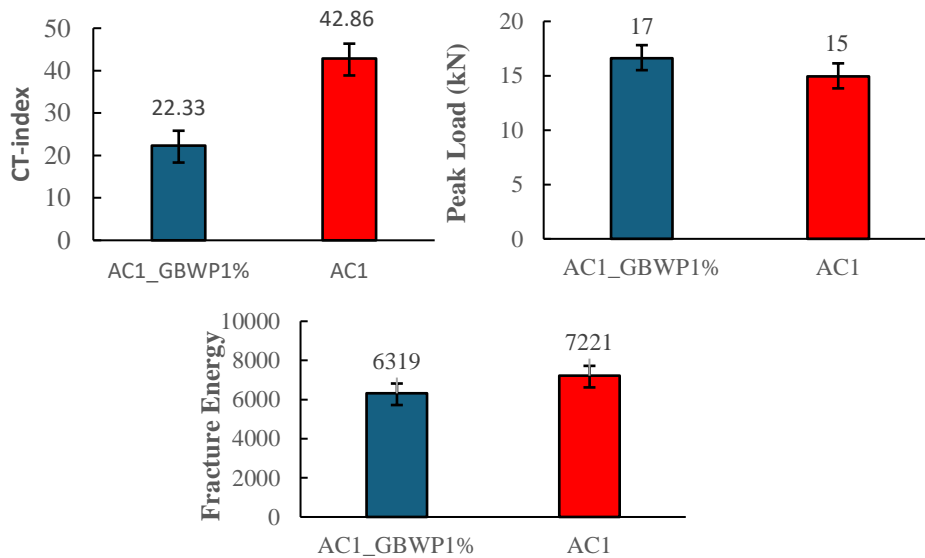 CT-index
50
40
30
20
10
0
22.33
42.86
AC1_GBWP1%
AC1
Peak Load (kN)
20
15
10
5
0
17
15
AC1_GBWP1%
AC1
Fracture Energy
10000
8000
6000
4000
2000
0
6319
7221
AC1_GBWP1%
AC1